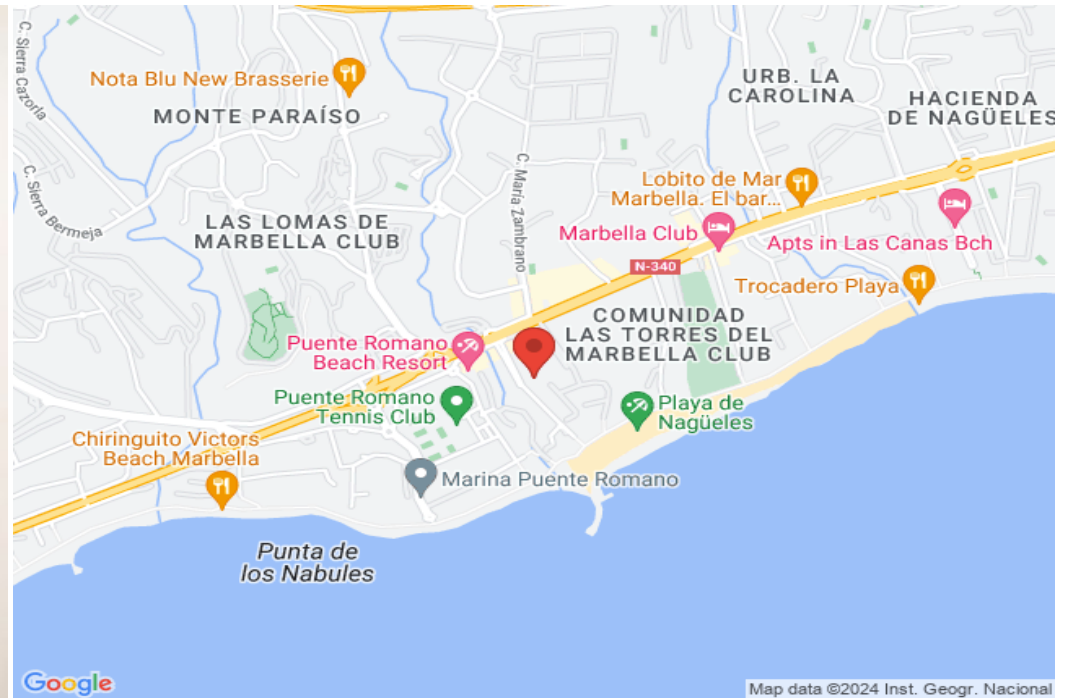 C. Sierra Cazorla
Nota Blu New Brasserie
MONTE PARAÍSO
URB. LA
CAROLINA
HACIENDA
DE NAGÜELES
C. Sierra Bermeja
C. María Zambrano
Lobito de Mar
Marbella. El bar...
LAS LOMAS DE
MARBELLA CLUB
Marbella Club
Apts in Las Canas Bch
N-340
Trocadero Playa
COMUNIDAD
LAS TORRES DEL
MARBELLA CLUB
Puente Romano
Beach Resort
Puente Romano
Tennis Club
Playa de
Nagüeles
Chiringuito Victors
Beach Marbella
Marina Puente Romano
Punta de
los Nabules
Google
Map data ©2024 Inst. Geogr. Nacional